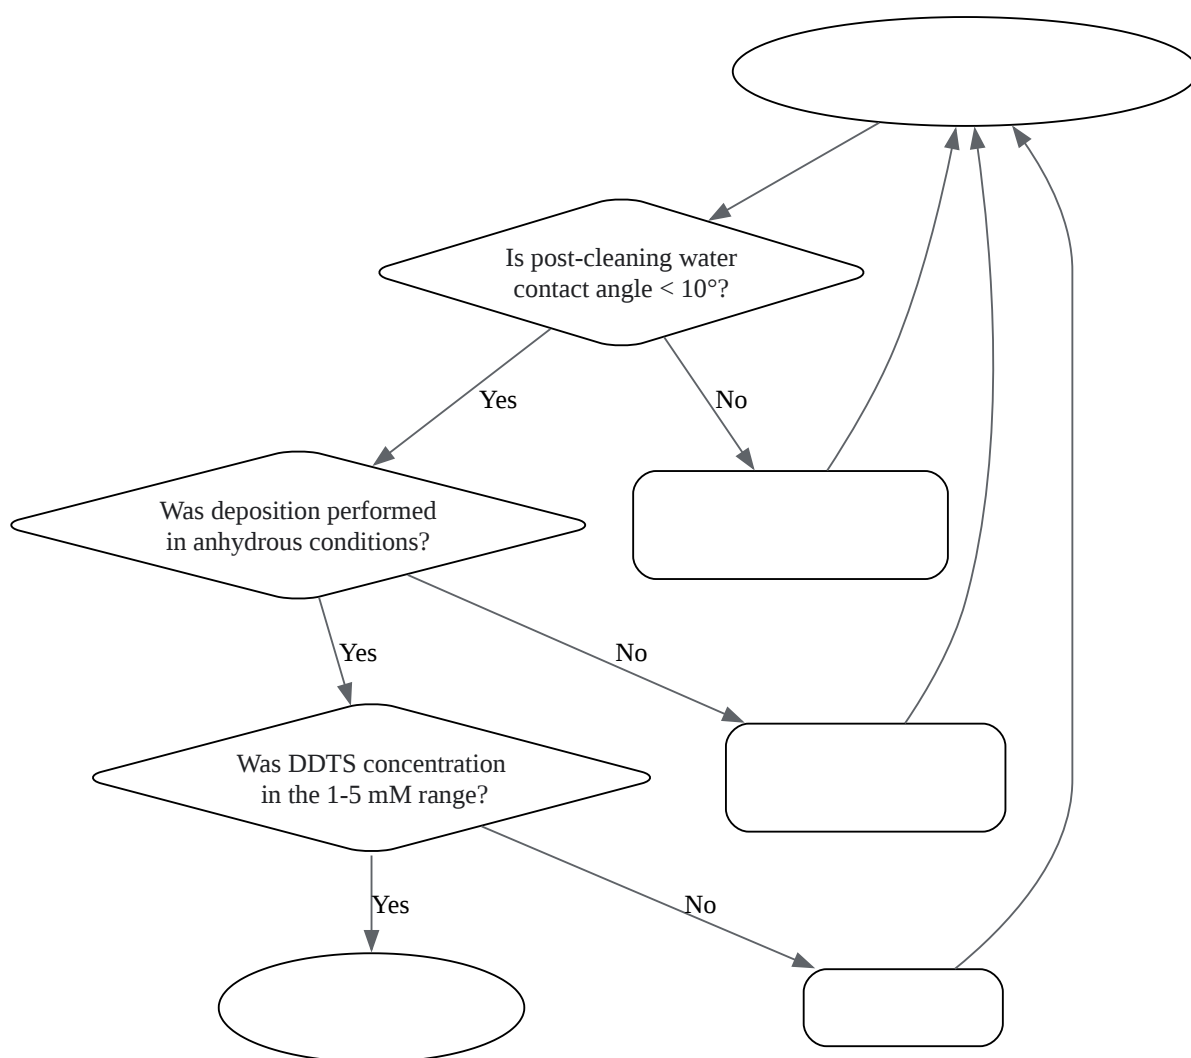 Is post-cleaning water
contact angle < 10°?
Yes
No
Was deposition performed
in anhydrous conditions?
Yes
No
Was DDTS concentration
in the 1-5 mM range?
Yes
No